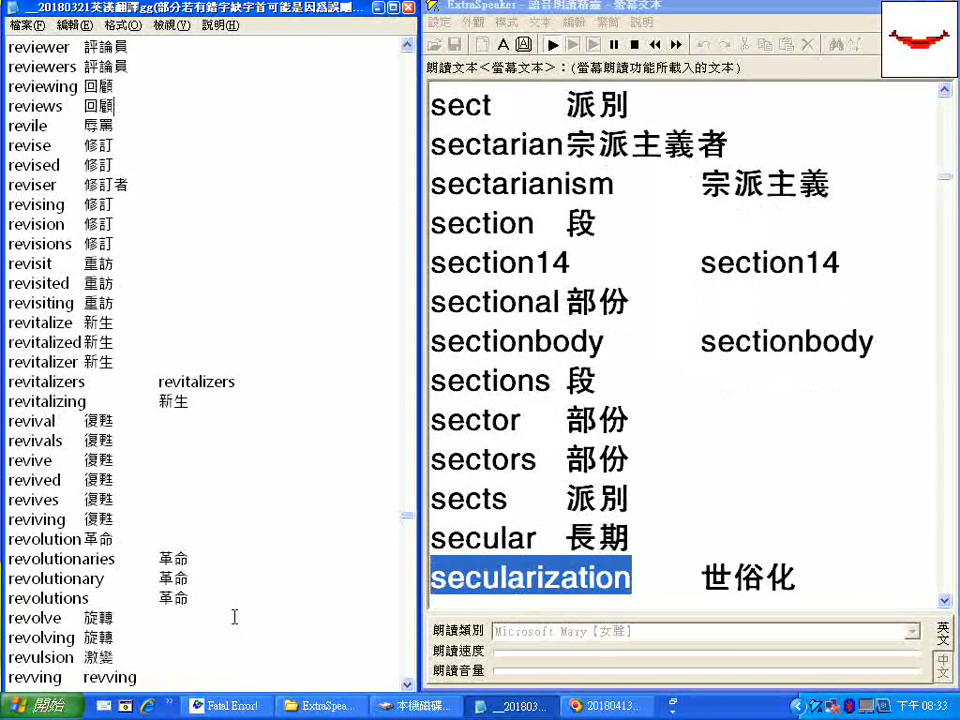 __20180321英漢翻譯gg(部分若有錯字缺字首可能是因為誤刪...
檔案(F) 編輯(E) 格式(O) 檢視(V) 說明(H)
reviewer 評論員
reviewers 評論員
reviewing 回顧
reviews 回顧
revile 辱罵
revise 修訂
revised 修訂
reviser 修訂者
revising 修訂
revision 修訂
revisions 修訂
revisit 重訪
revisited 重訪
revisiting 重訪
revitalize 新生
revitalized 新生
revitalizer 新生
revitalizers revitalizers
revitalizing 新生
revival 復甦
revivals 復甦
revive 復甦
revived 復甦
revives 復甦
reviving 復甦
revolution 革命
revolutionaries 革命
revolutionary 革命
revolutions 革命
revolve 旋轉
revolving 旋轉
revulsion 激變
revving revving
ExtraSpeaker － 語音朗讀精靈 － 螢幕文本
設定 外觀 模式 文本 編輯 繁簡 說明
朗讀文本<螢幕文本>：(螢幕朗讀功能所載入的文本)
sect 派別
sectarian 宗派主義者
sectarianism 宗派主義
section 段
section14 section14
sectional 部份
sectionbody sectionbody
sections 段
sector 部份
sectors 部份
sects 派別
secular 長期
secularization 世俗化
朗讀類別 Microsoft Mary【女聲】
朗讀速度
朗讀音量
英文
中文
開始 Fatal Error! ExtraSpea... 本機磁碟... __201803... 20180413... 下午 08:33